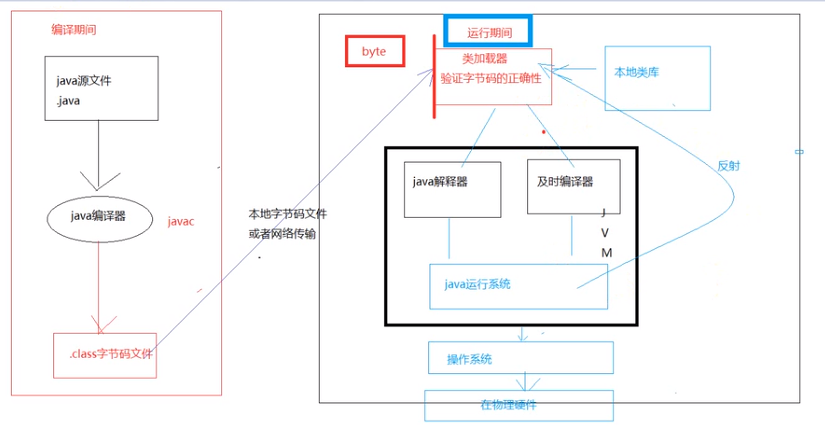 编译期间
java源文件
.java
java编译器
javac
.class字节码文件
本地字节码文件
或者网络传输
byte
运行期间
类加载器
验证字节码的正确性
本地类库
反射
java解释器
及时编译器
J
V
M
java运行系统
操作系统
在物理硬件